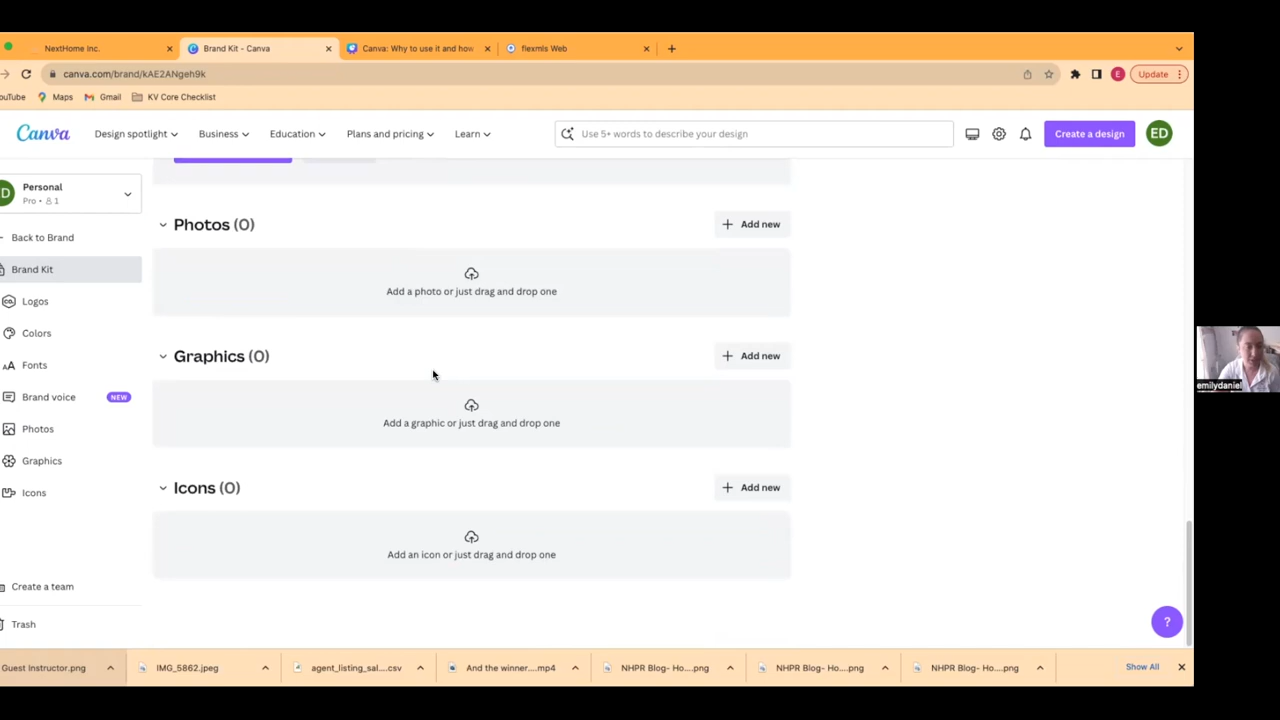 NextHome Inc.
Brand Kit - Canva
Canva: Why to use it and how
flexmls Web
canva.com/brand/kAE2ANgeh9k
E
Update
ouTube
Maps
Gmail
KV Core Checklist
Canva
Design spotlight
Business
Education
Plans and pricing
Learn
Use 5+ words to describe your design
Create a design
ED
D
Personal
Pro • 1
Back to Brand
Brand Kit
Logos
Colors
Fonts
Brand voice
NEW
Photos
Graphics
Icons
Create a team
Trash
Photos (0)
+ Add new
Add a photo or just drag and drop one
Graphics (0)
+ Add new
Add a graphic or just drag and drop one
Icons (0)
+ Add new
Add an icon or just drag and drop one
?
emilydaniel
Guest Instructor.png
IMG_5862.jpeg
agent_listing_sal....csv
And the winner....mp4
NHPR Blog- Ho....png
NHPR Blog- Ho....png
NHPR Blog- Ho....png
Show All